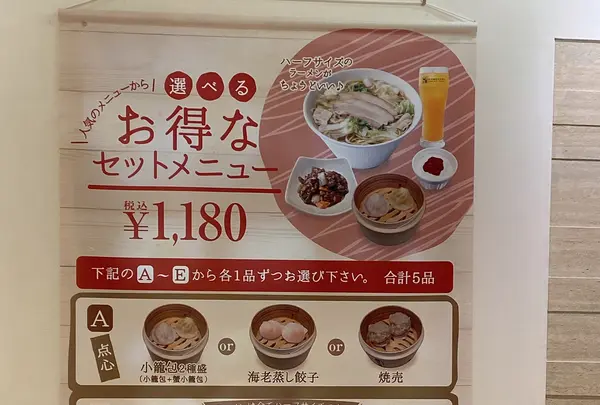 人気のメニューから
選べる
お得な
セットメニュー
税込
¥1,180
ハーフサイズの
ラーメンが
ちょうどいい♪
下記のA～Eから各1品ずつお選び下さい。 合計5品
A
点心
小籠包2種盛
(小籠包+蟹小籠包)
or
海老蒸し餃子
or
焼売